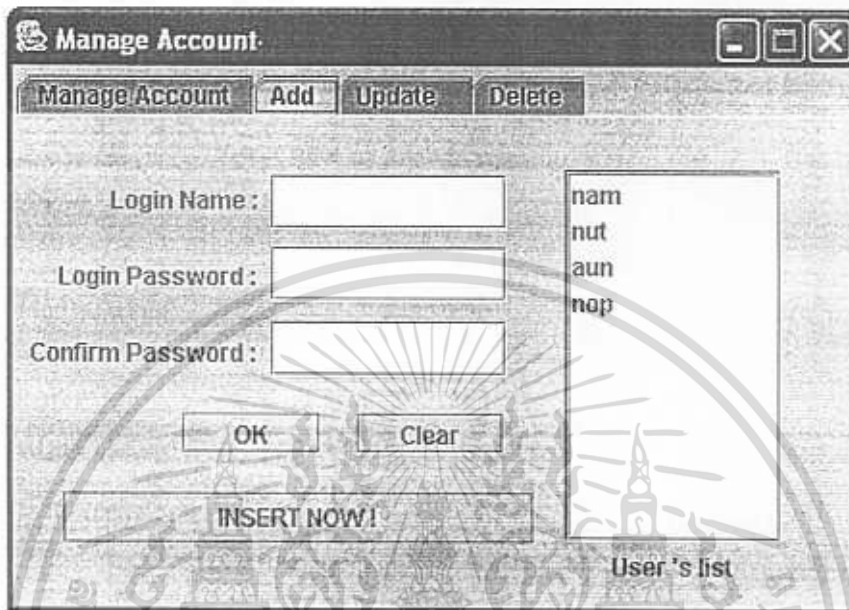 Manage Account
Manage Account Add Update Delete
Login Name :
Login Password :
Confirm Password :
OK Clear
INSERT NOW!
nam
nut
aun
nop
User 's list